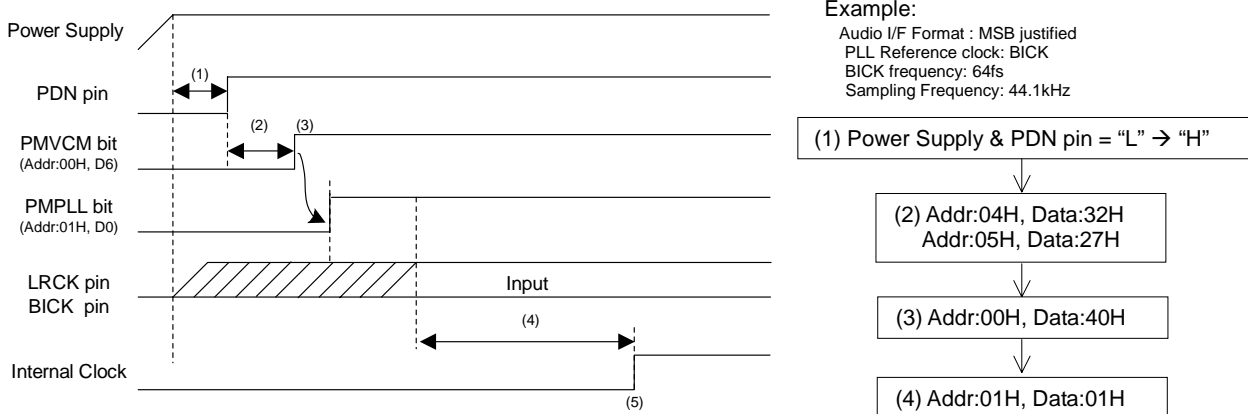 Power Supply
(1)
PDN pin
(2)
(3)
PMVCM bit
(Addr:00H, D6)
PMPLL bit
(Addr:01H, D0)
LRCK pin
BICK pin
Input
(4)
Internal Clock
(5)
Example:
Audio I/F Format : MSB justified
PLL Reference clock: BICK
BICK frequency: 64fs
Sampling Frequency: 44.1kHz
(1) Power Supply & PDN pin = “L” → “H”
(2) Addr:04H, Data:32H
Addr:05H, Data:27H
(3) Addr:00H, Data:40H
(4) Addr:01H, Data:01H